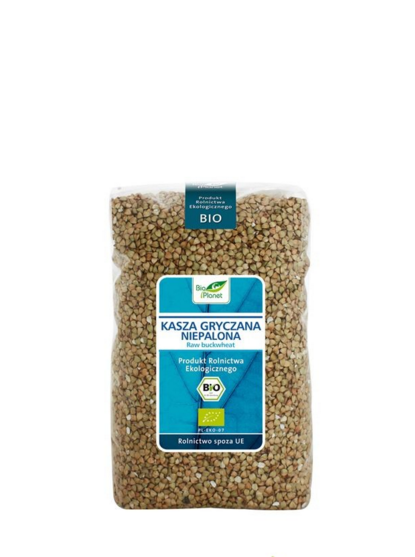 Produkt
Rolnictwa
Ekologicznego
BIO
Bio
Planet
KASZA GRYCZANA
NIEPALONA
Raw buckwheat
Produkt Rolnictwa
Ekologicznego
BIO
PL-EKO-07
Rolnictwo spoza UE